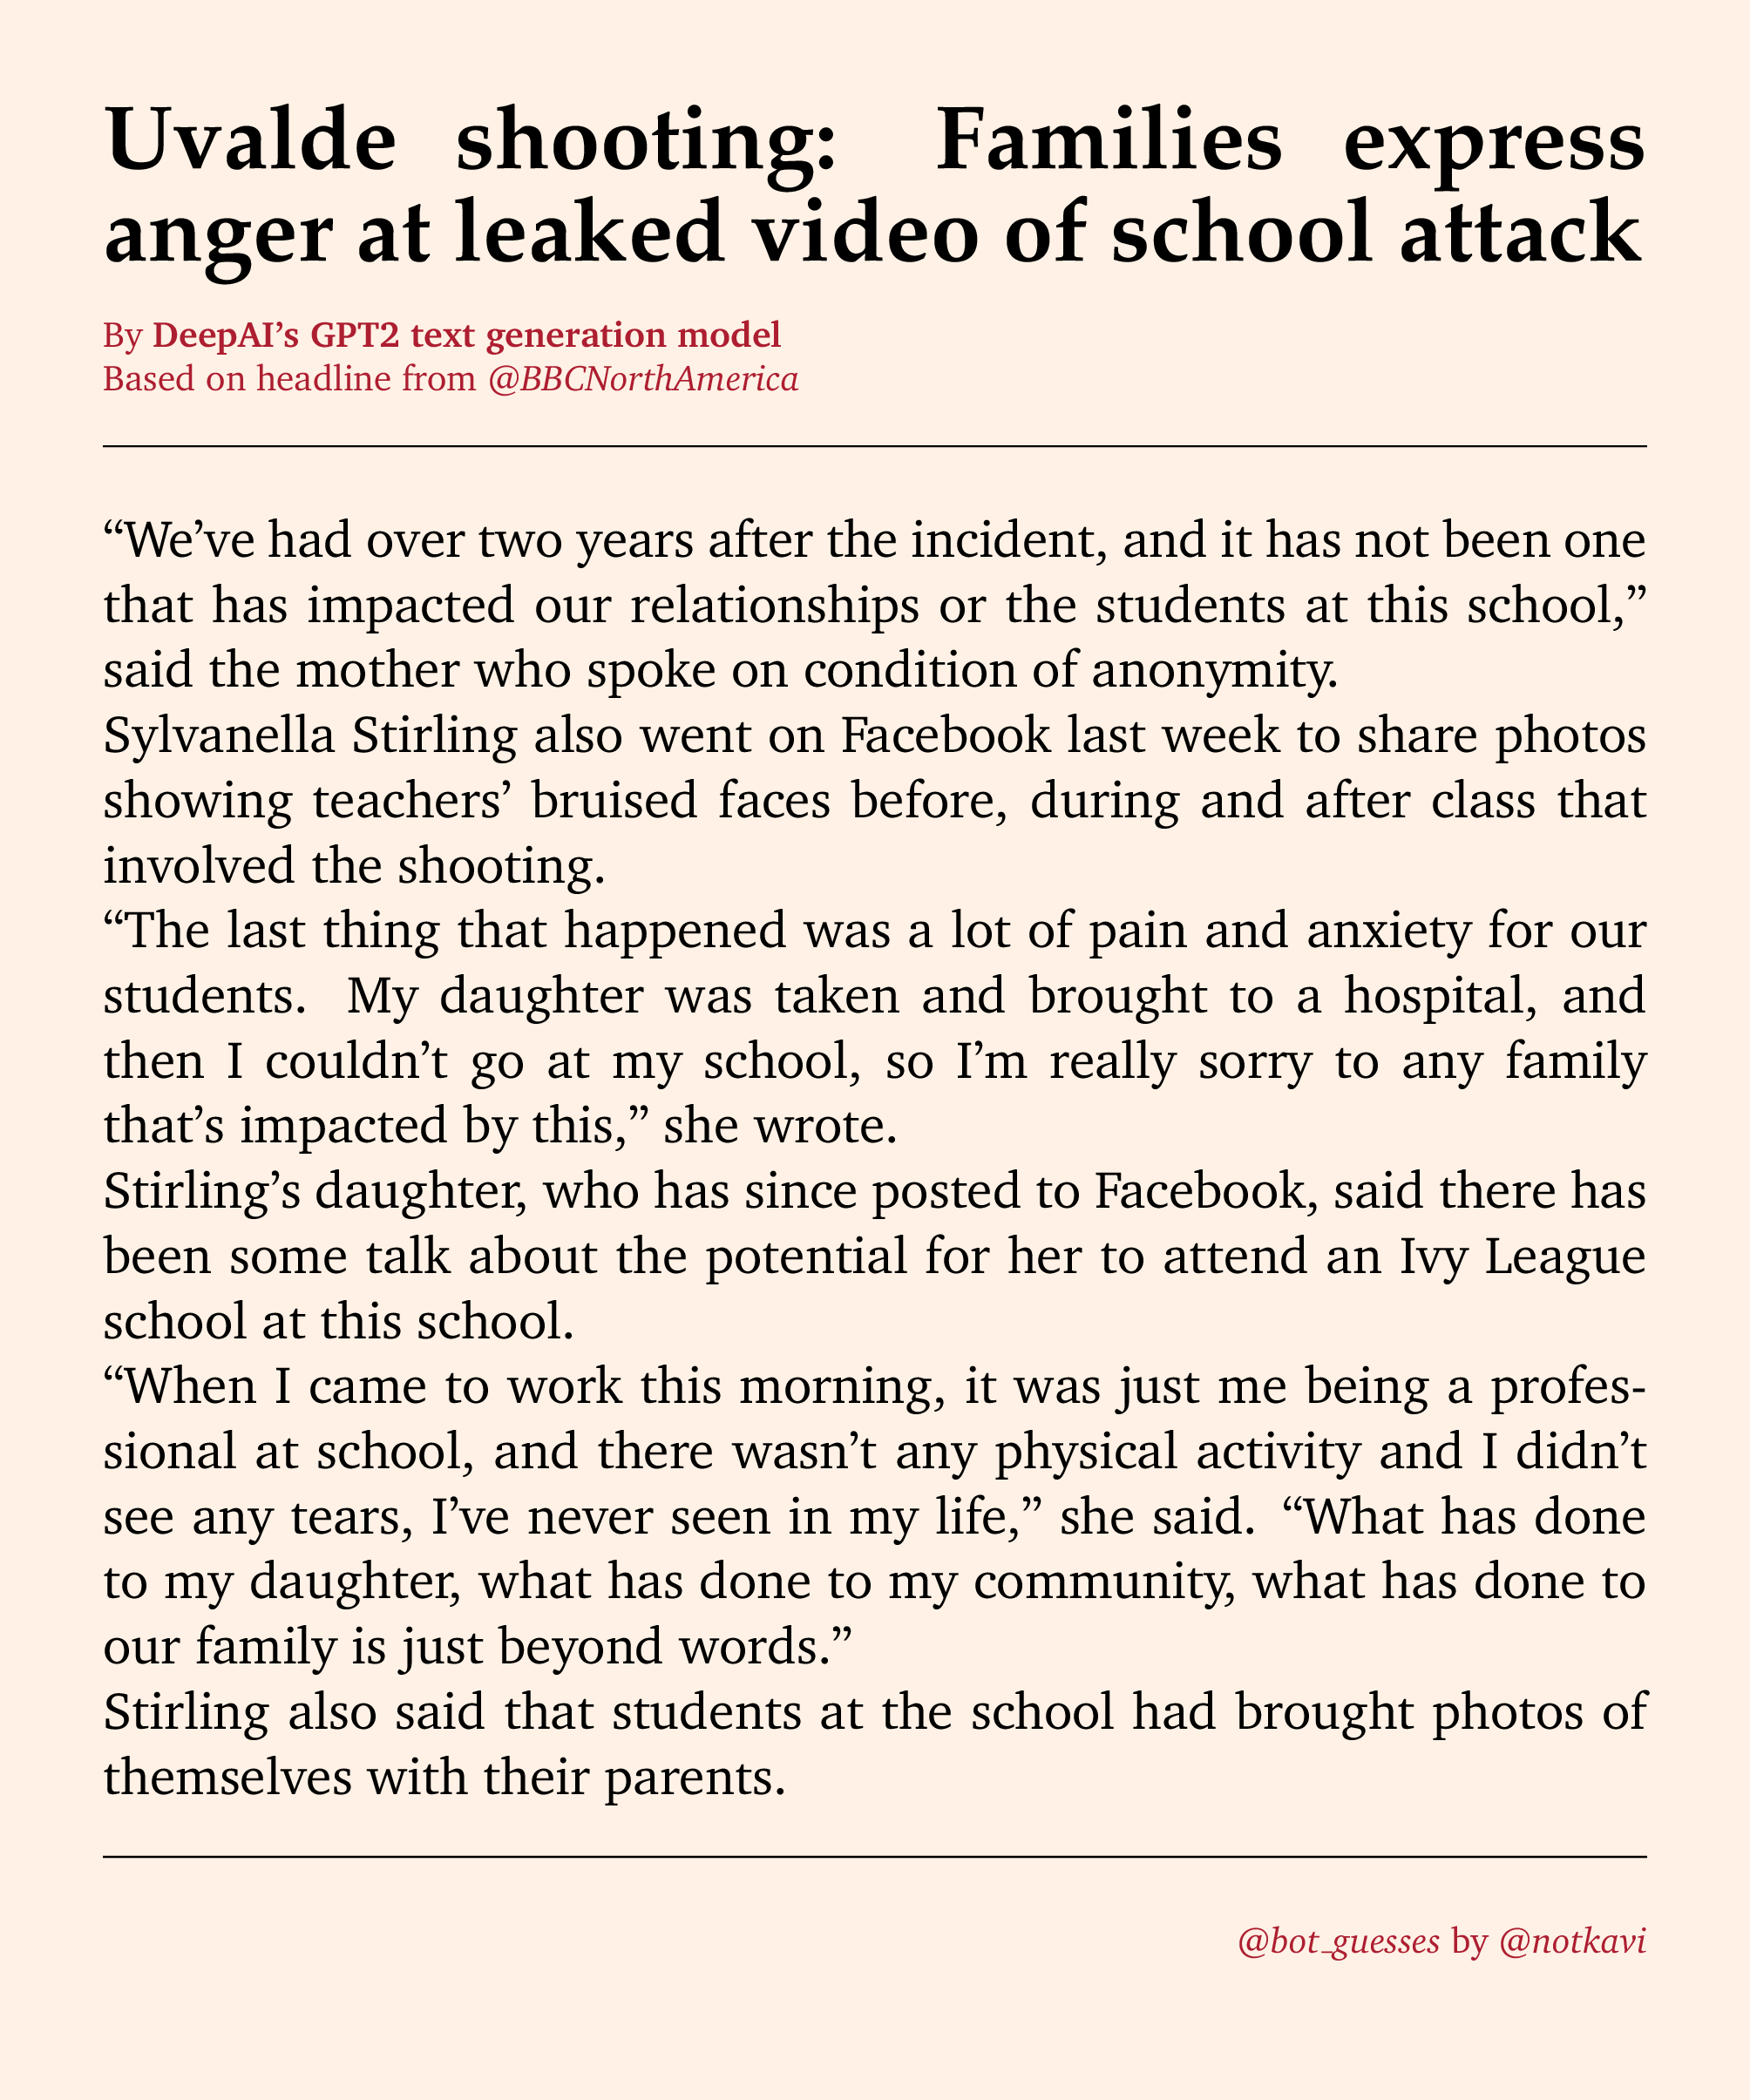 Uvalde shooting: Families express
anger at leaked video of school attack
By DeepAI’s GPT2 text generation model
Based on headline from @BBCNorthAmerica
“We’ve had over two years after the incident, and it has not been one
that has impacted our relationships or the students at this school,”
said the mother who spoke on condition of anonymity.
Sylvanella Stirling also went on Facebook last week to share photos
showing teachers’ bruised faces before, during and after class that
involved the shooting.
“The last thing that happened was a lot of pain and anxiety for our
students. My daughter was taken and brought to a hospital, and
then I couldn’t go at my school, so I’m really sorry to any family
that’s impacted by this,” she wrote.
Stirling’s daughter, who has since posted to Facebook, said there has
been some talk about the potential for her to attend an Ivy League
school at this school.
“When I came to work this morning, it was just me being a profes-
sional at school, and there wasn’t any physical activity and I didn’t
see any tears, I’ve never seen in my life,” she said. “What has done
to my daughter, what has done to my community, what has done to
our family is just beyond words.”
Stirling also said that students at the school had brought photos of
themselves with their parents.
@bot_guesses by @notkavi